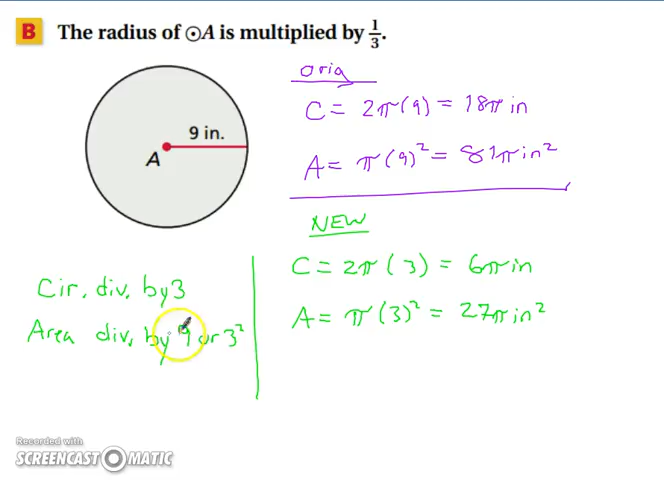 B The radius of ⊙A is multiplied by 1/3.
9 in.
A
Orig
C = 2π(9) = 18π in
A = π(9)² = 81π in²
NEW
C = 2π(3) = 6π in
A = π(3)² = 27π in²
Cir. div. by 3
Area div. by 9 or 3²
Recorded with
SCREENCAST MATIC